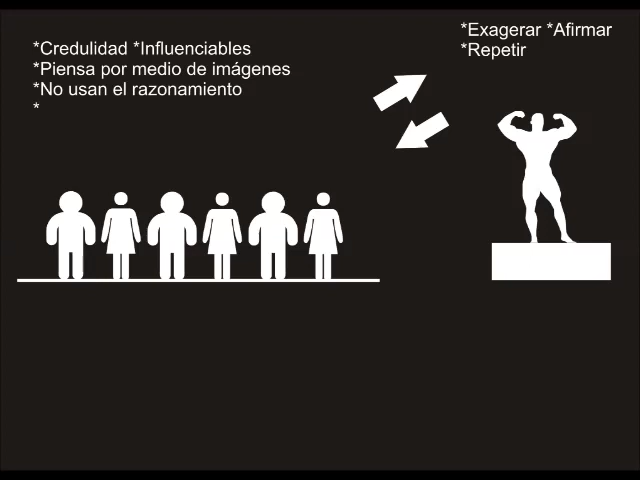 *Credulidad *Influenciables
*Piensa por medio de imágenes
*No usan el razonamiento
*
*Exagerar *Afirmar
*Repetir